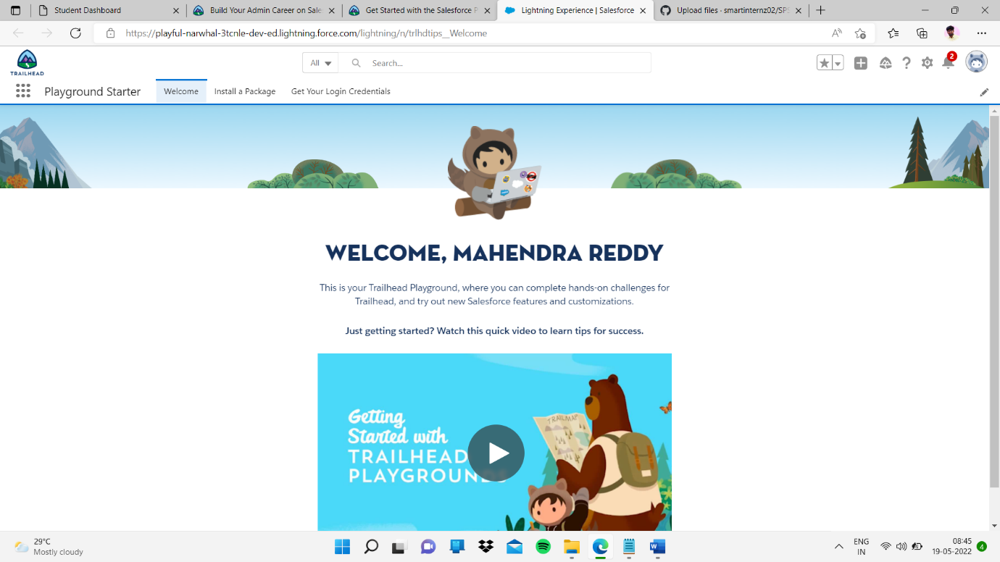 Student Dashboard
Build Your Admin Career on Sale
Get Started with the Salesforce P
Lightning Experience | Salesforce
Upload files · smartinternz02/SPS
https://playful-narwhal-3tcnle-dev-ed.lightning.force.com/lightning/n/trlhdtips__Welcome
TRAILHEAD
All
Search...
2
Playground Starter
Welcome
Install a Package
Get Your Login Credentials
WELCOME, MAHENDRA REDDY
This is your Trailhead Playground, where you can complete hands-on challenges for
Trailhead, and try out new Salesforce features and customizations.
Just getting started? Watch this quick video to learn tips for success.
Getting
Started with
TRAILHEAD
PLAYGROUNDS
TRAILMAP
29°C
Mostly cloudy
ENG
IN
08:45
19-05-2022
4